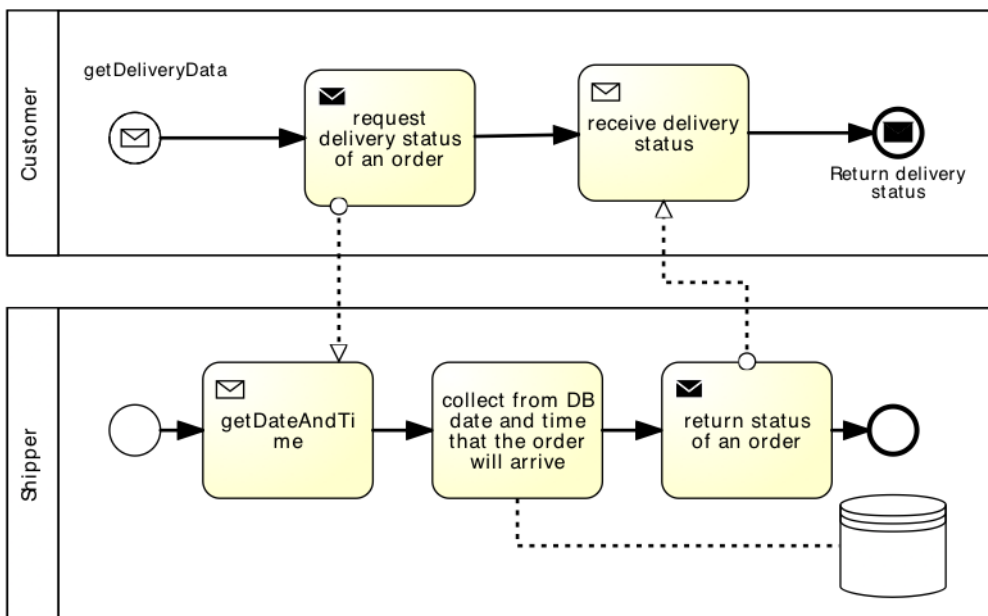 Customer
getDeliveryData
request
delivery status
of an order
receive delivery
status
Return delivery
status
Shipper
getDateAndTi
me
collect from DB
date and time
that the order
will arrive
return status
of an order